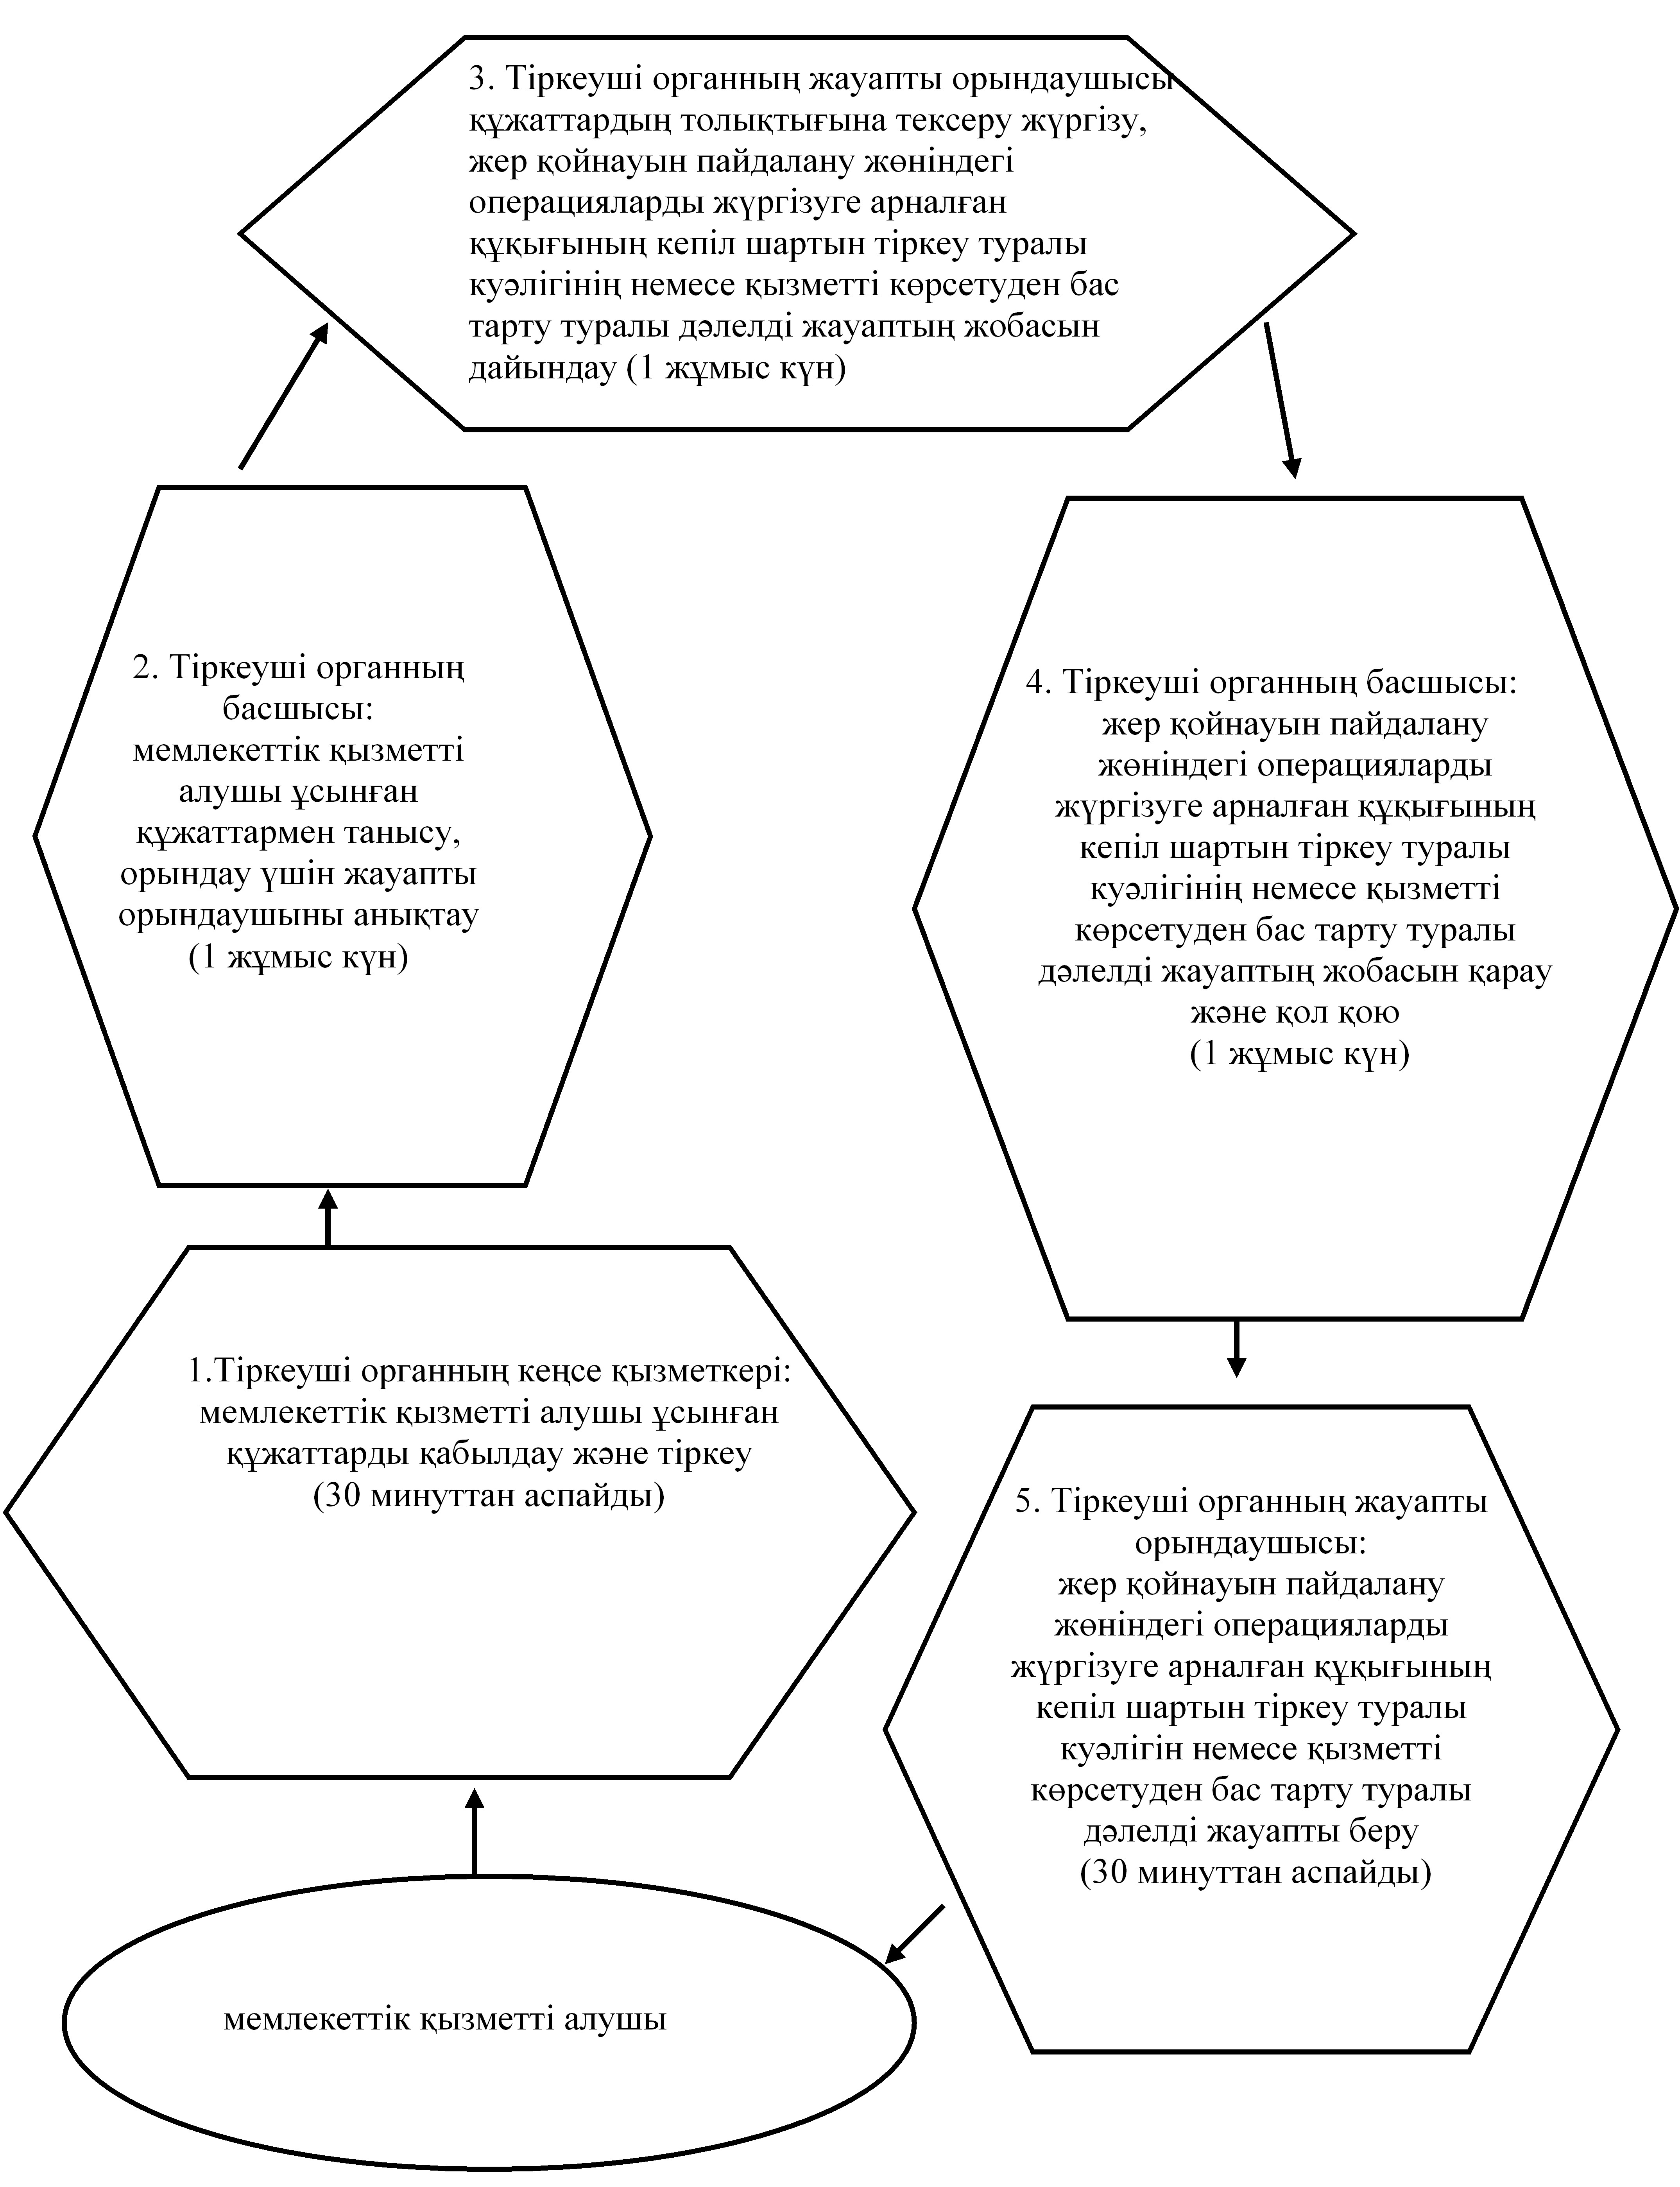 3. Тіркеуші органның жауапты орындаушысы
құжаттардың толықтығына тексеру жүргізу,
жер қойнауын пайдалану жөніндегі
операцияларды жүргізуге арналған
құқығының кепіл шартын тіркеу туралы
куәлігінің немесе қызметті көрсетуден бас
тарту туралы дәлелді жауаптың жобасын
дайындау (1 жұмыс күн)
2. Тіркеуші органның
басшысы:
мемлекеттік қызметті
алушы ұсынған
құжаттармен танысу,
орындау үшін жауапты
орындаушыны анықтау
(1 жұмыс күн)
4. Тіркеуші органның басшысы:
жер қойнауын пайдалану
жөніндегі операцияларды
жүргізуге арналған құқығының
кепіл шартын тіркеу туралы
куәлігінің немесе қызметті
көрсетуден бас тарту туралы
дәлелді жауаптың жобасын қарау
және қол қою
(1 жұмыс күн)
1.Тіркеуші органның кеңсе қызметкері:
мемлекеттік қызметті алушы ұсынған
құжаттарды қабылдау және тіркеу
(30 минуттан аспайды)
5. Тіркеуші органның жауапты
орындаушысы:
жер қойнауын пайдалану
жөніндегі операцияларды
жүргізуге арналған құқығының
кепіл шартын тіркеу туралы
куәлігін немесе қызметті
көрсетуден бас тарту туралы
дәлелді жауапты беру
(30 минуттан аспайды)
мемлекеттік қызметті алушы